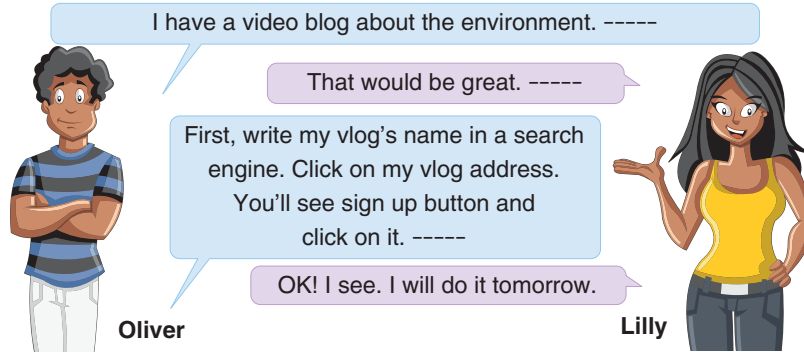 I have a video blog about the environment. -----
That would be great. -----
First, write my vlog's name in a search
engine. Click on my vlog address.
You'll see sign up button and
click on it. -----
OK! I see. I will do it tomorrow.
Oliver
Lilly